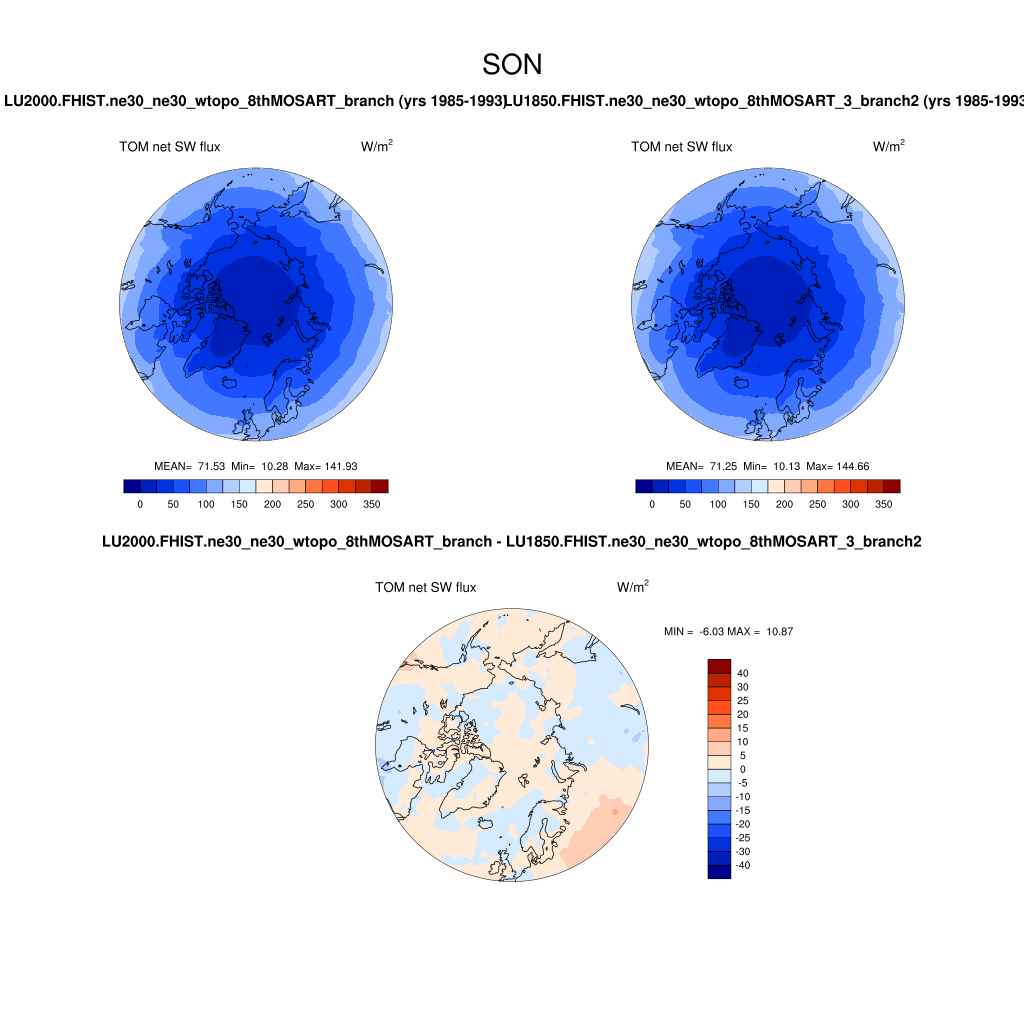 SON
LU2000.FHIST.ne30_ne30_wtopo_8thMOSART_branch (yrs 1985-1993)
LU1850.FHIST.ne30_ne30_wtopo_8thMOSART_3_branch2 (yrs 1985-1993
TOM net SW flux W/m²
TOM net SW flux W/m²
MEAN= 71.53 Min= 10.28 Max= 141.93
MEAN= 71.25 Min= 10.13 Max= 144.66
0 50 100 150 200 250 300 350
0 50 100 150 200 250 300 350
LU2000.FHIST.ne30_ne30_wtopo_8thMOSART_branch - LU1850.FHIST.ne30_ne30_wtopo_8thMOSART_3_branch2
TOM net SW flux W/m²
MIN = -6.03 MAX = 10.87
40
30
25
20
15
10
5
0
-5
-10
-15
-20
-25
-30
-40